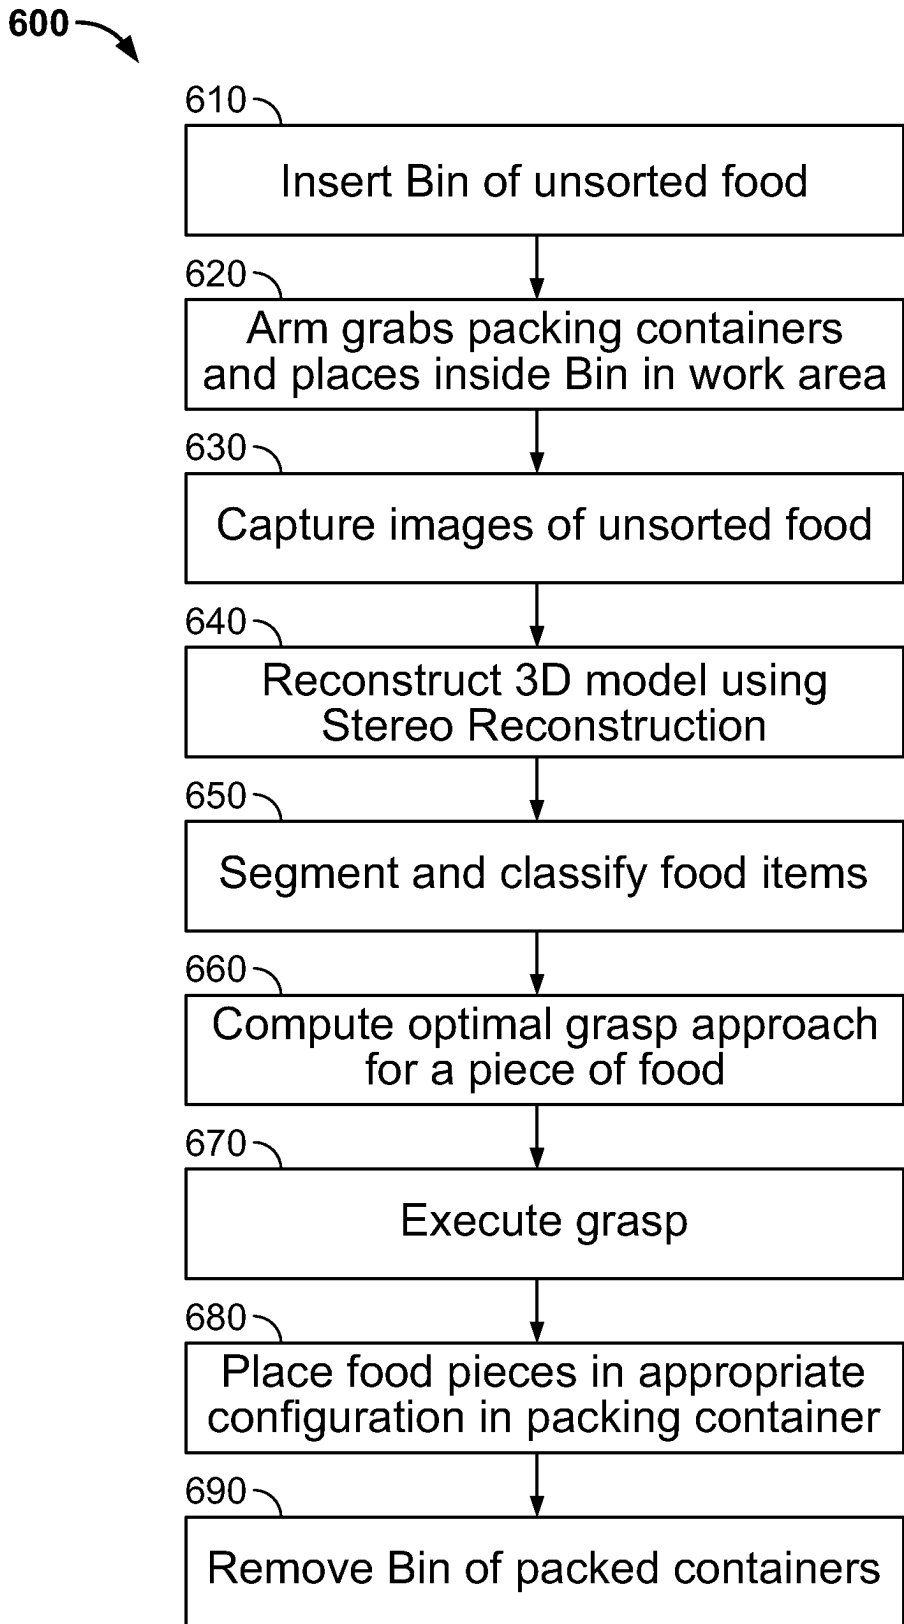 600
610
Insert Bin of unsorted food
620
Arm grabs packing containers
and places inside Bin in work area
630
Capture images of unsorted food
640
Reconstruct 3D model using
Stereo Reconstruction
650
Segment and classify food items
660
Compute optimal grasp approach
for a piece of food
670
Execute grasp
680
Place food pieces in appropriate
configuration in packing container
690
Remove Bin of packed containers